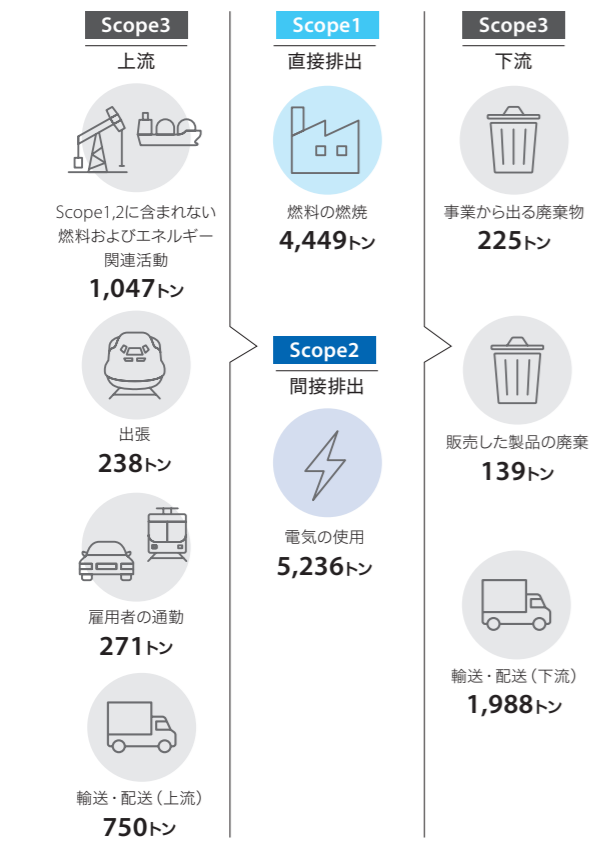 Scope3
上流
Scope1,2に含まれない
燃料およびエネルギー
関連活動
1,047トン
出張
238トン
雇用者の通勤
271トン
輸送・配送（上流）
750トン
Scope1
直接排出
燃料の燃焼
4,449トン
Scope2
間接排出
電気の使用
5,236トン
Scope3
下流
事業から出る廃棄物
225トン
販売した製品の廃棄
139トン
輸送・配送（下流）
1,988トン